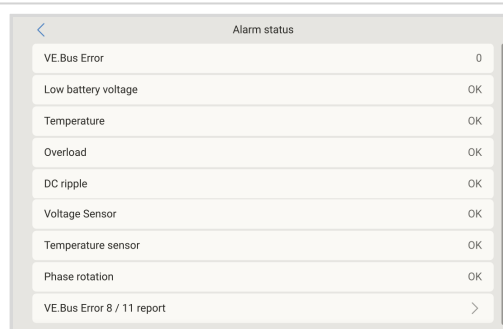 Alarm status
VE.Bus Error 0
Low battery voltage OK
Temperature OK
Overload OK
DC ripple OK
Voltage Sensor OK
Temperature sensor OK
Phase rotation OK
VE.Bus Error 8 / 11 report